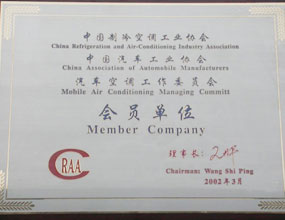 中国制冷空调工业协会
China Refrigeration and Air-Conditioning Industry Association
中国汽车工业协会
China Association of Automobile Manufacturers
汽车空调工作委员会
Mobile Air Conditioning Managing Committ
会员单位
Member Company
CRAA
理事长:
Chairman: Wang Shi Ping
2002年3月